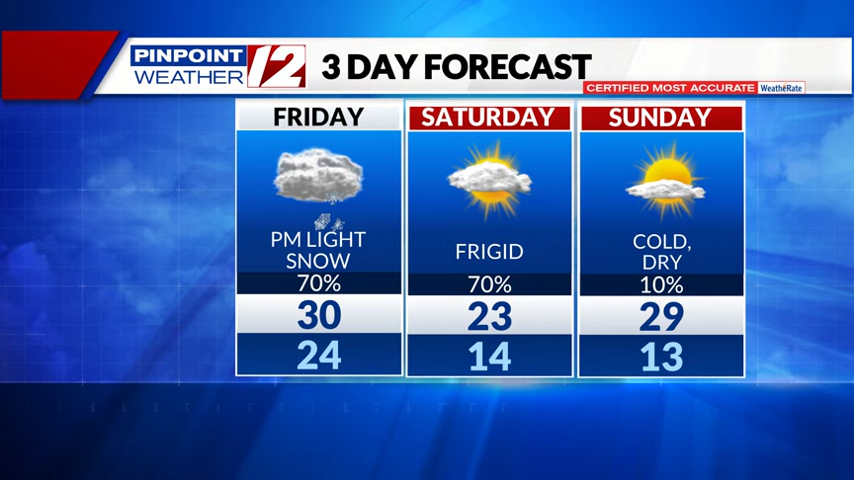 PINPOINT
WEATHER 12
3 DAY FORECAST
CERTIFIED MOST ACCURATE WeatheRate
FRIDAY
PM LIGHT
SNOW
70%
30
24
SATURDAY
FRIGID
70%
23
14
SUNDAY
COLD,
DRY
10%
29
13